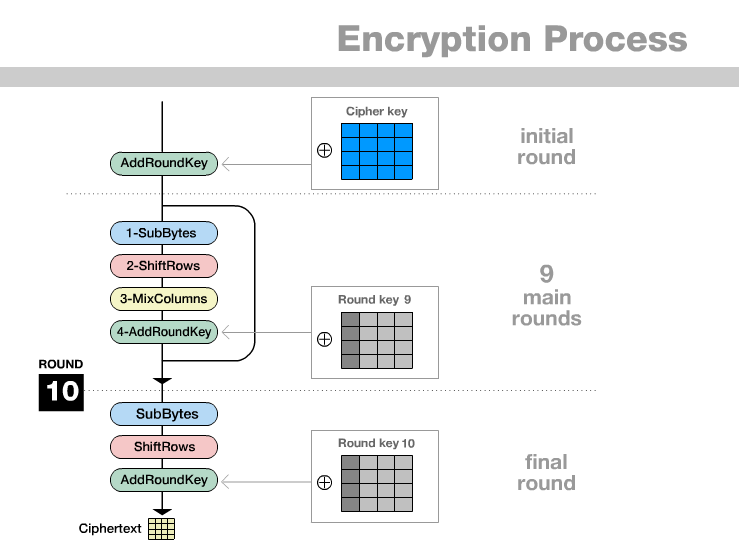 Encryption Process
Cipher key
initial
round
AddRoundKey
1-SubBytes
2-ShiftRows
3-MixColumns
4-AddRoundKey
Round key 9
9
main
rounds
ROUND
10
SubBytes
ShiftRows
AddRoundKey
Round key 10
final
round
Ciphertext